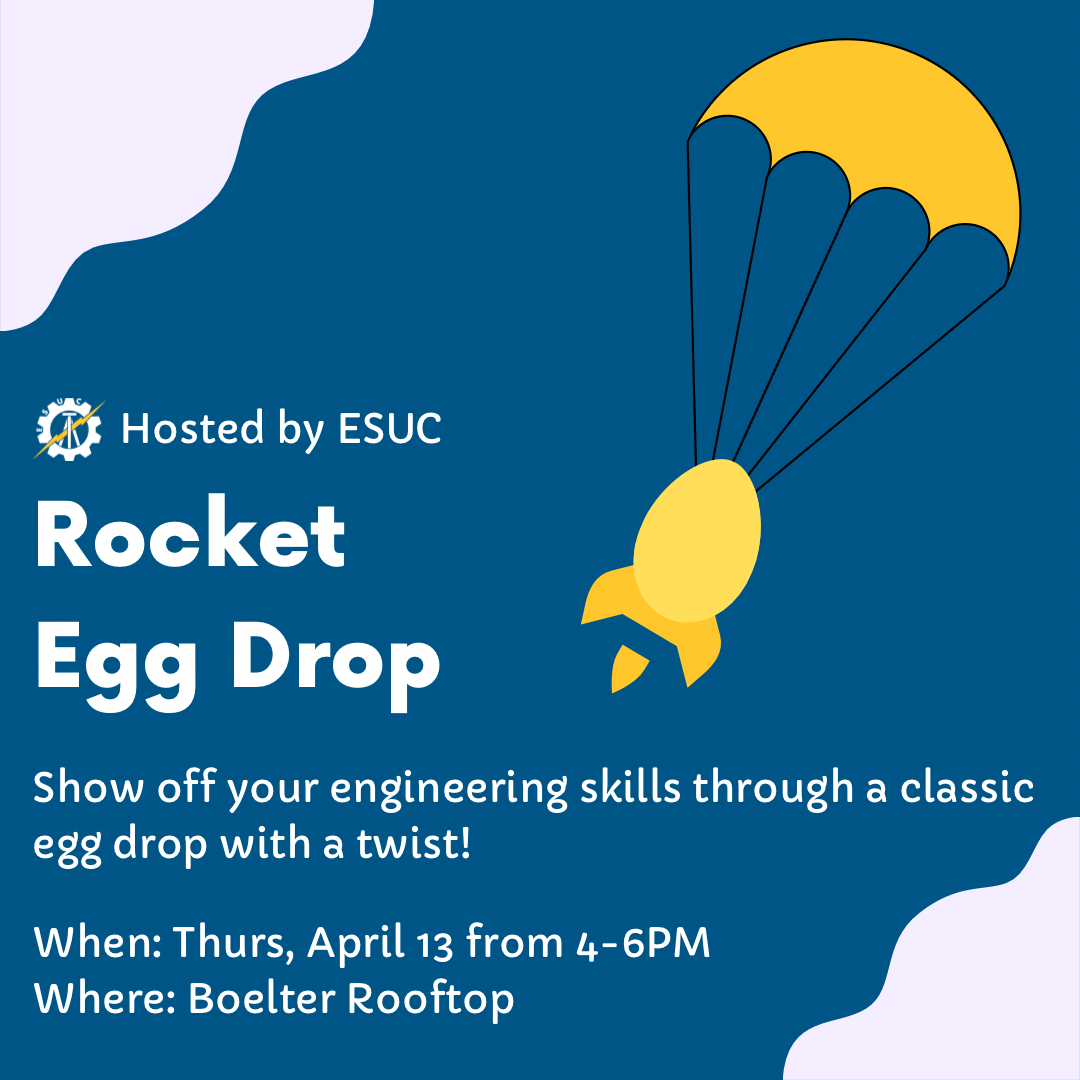 ESUC
Hosted by ESUC
Rocket
Egg Drop
Show off your engineering skills through a classic
egg drop with a twist!
When: Thurs, April 13 from 4-6PM
Where: Boelter Rooftop